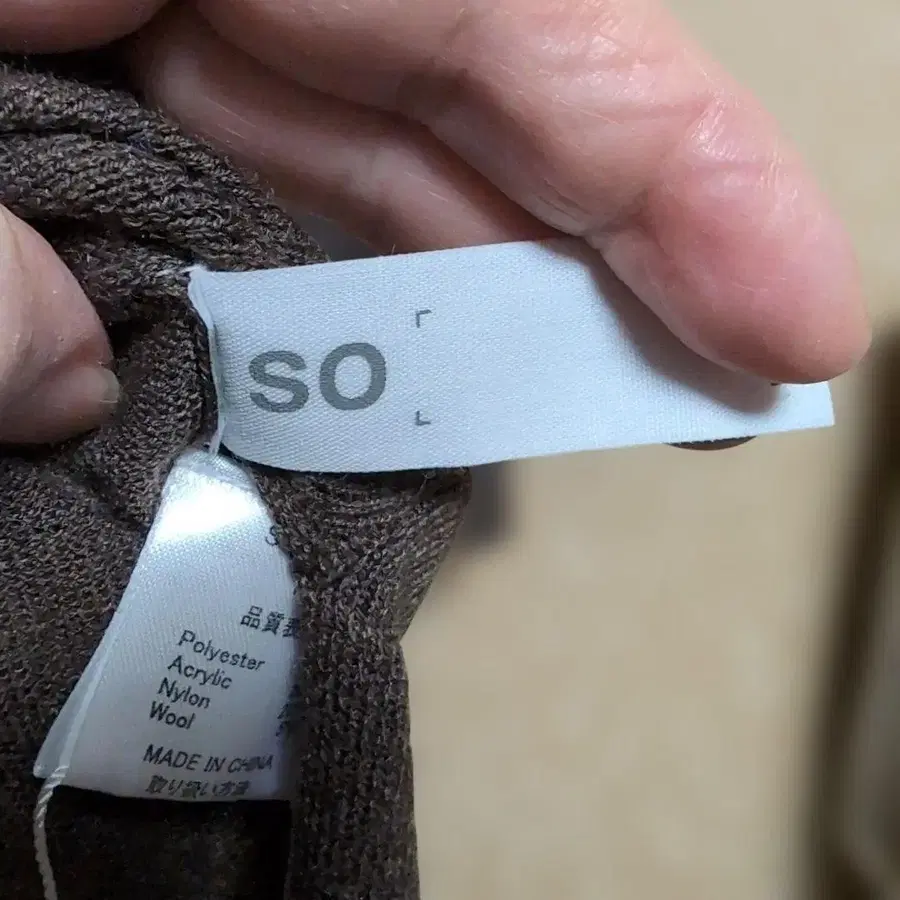 so
品質表
Polyester
Acrylic
Nylon
Wool
MADE IN CHINA
取り扱い方法